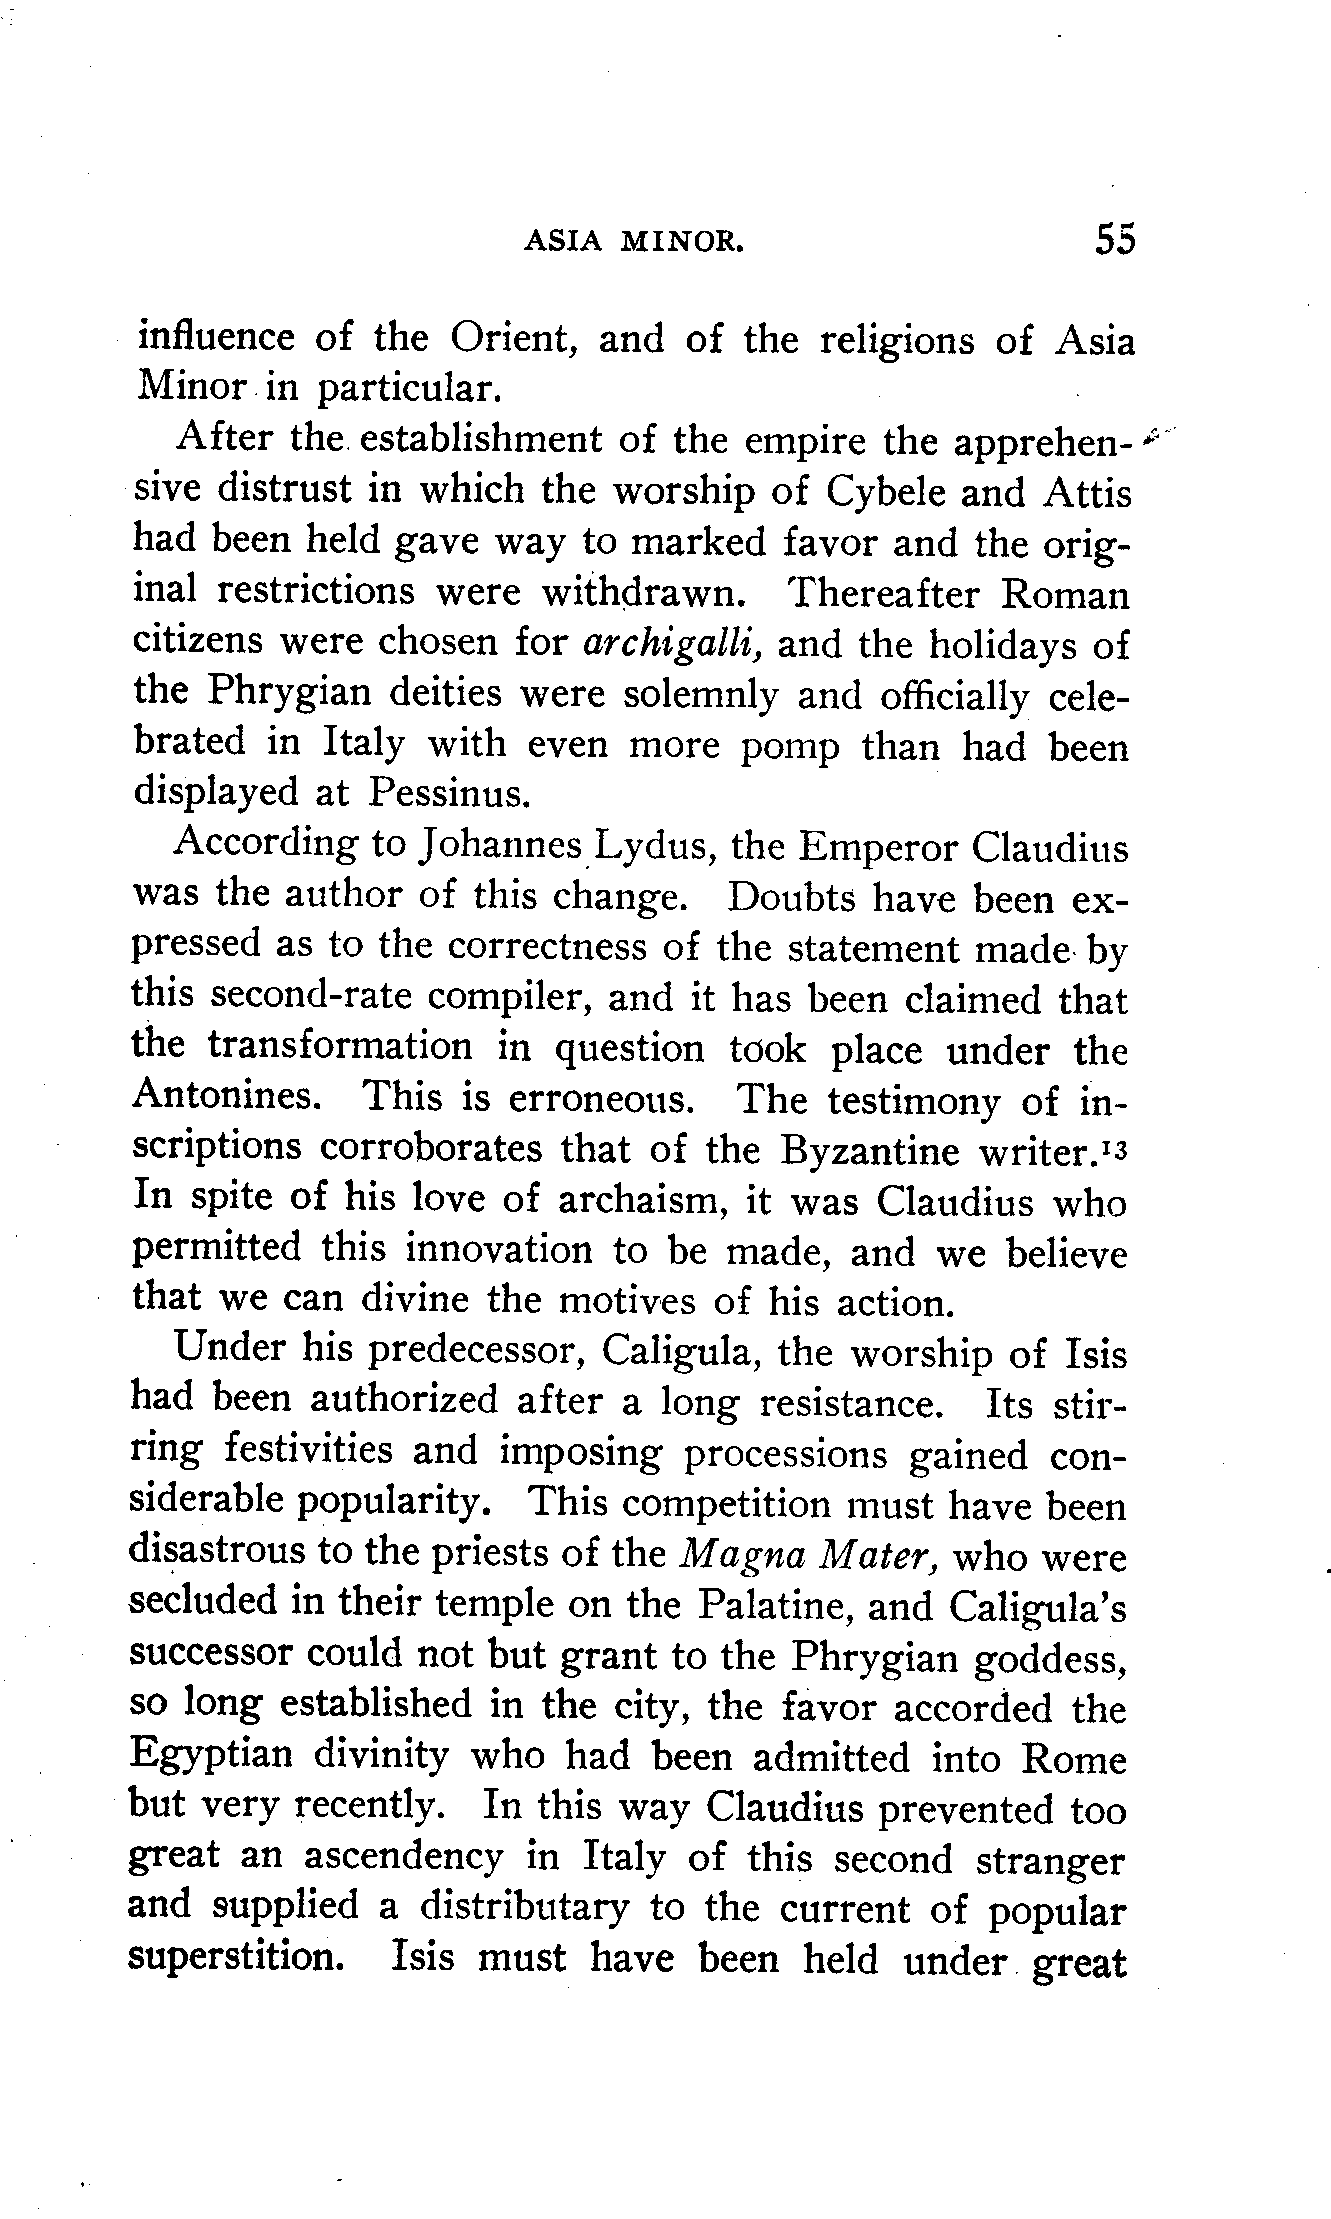 ASIA MINOR. 55
influence of the Orient, and of the religions of Asia
Minor in particular.
After the establishment of the empire the apprehen-
sive distrust in which the worship of Cybele and Attis
had been held gave way to marked favor and the orig-
inal restrictions were withdrawn. Thereafter Roman
citizens were chosen for archigalli, and the holidays of
the Phrygian deities were solemnly and officially cele-
brated in Italy with even more pomp than had been
displayed at Pessinus.
According to Johannes Lydus, the Emperor Claudius
was the author of this change. Doubts have been ex-
pressed as to the correctness of the statement made by
this second-rate compiler, and it has been claimed that
the transformation in question took place under the
Antonines. This is erroneous. The testimony of in-
scriptions corroborates that of the Byzantine writer.¹³
In spite of his love of archaism, it was Claudius who
permitted this innovation to be made, and we believe
that we can divine the motives of his action.
Under his predecessor, Caligula, the worship of Isis
had been authorized after a long resistance. Its stir-
ring festivities and imposing processions gained con-
siderable popularity. This competition must have been
disastrous to the priests of the Magna Mater, who were
secluded in their temple on the Palatine, and Caligula's
successor could not but grant to the Phrygian goddess,
so long established in the city, the favor accorded the
Egyptian divinity who had been admitted into Rome
but very recently. In this way Claudius prevented too
great an ascendency in Italy of this second stranger
and supplied a distributary to the current of popular
superstition. Isis must have been held under great